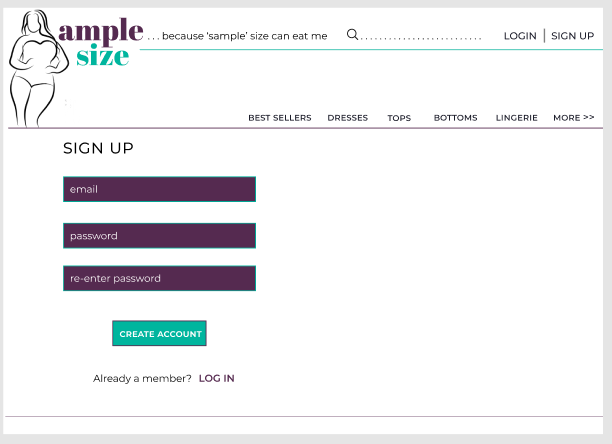 ample
size
... because ‘sample’ size can eat me
LOGIN | SIGN UP
BEST SELLERS DRESSES TOPS BOTTOMS LINGERIE MORE >>
SIGN UP
email
password
re-enter password
CREATE ACCOUNT
Already a member? LOG IN